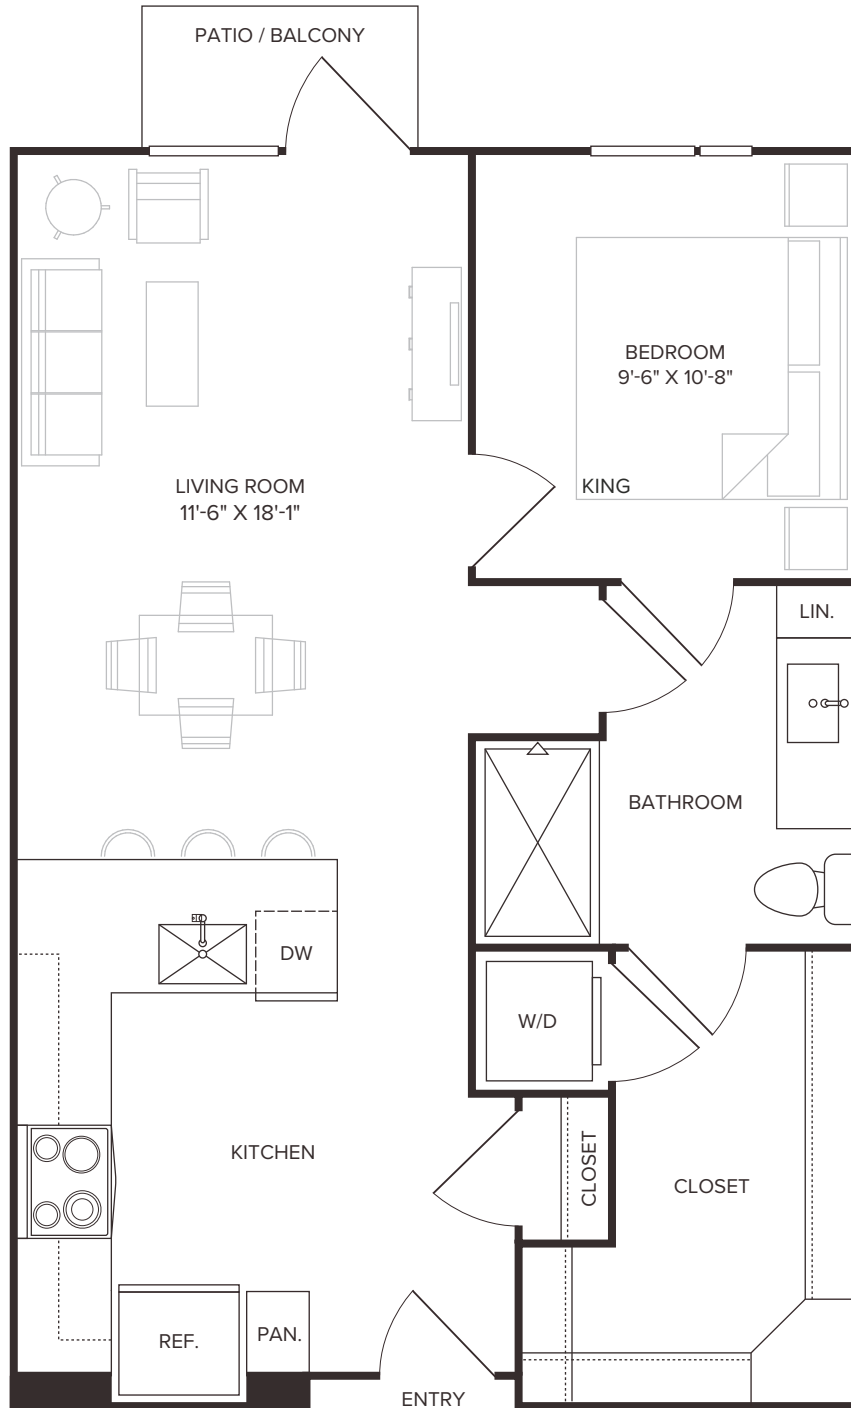 PATIO / BALCONY
BEDROOM
9'-6" X 10'-8"
KING
LIVING ROOM
11'-6" X 18'-1"
LIN.
BATHROOM
DW
W/D
KITCHEN
CLOSET
CLOSET
REF.
PAN.
ENTRY